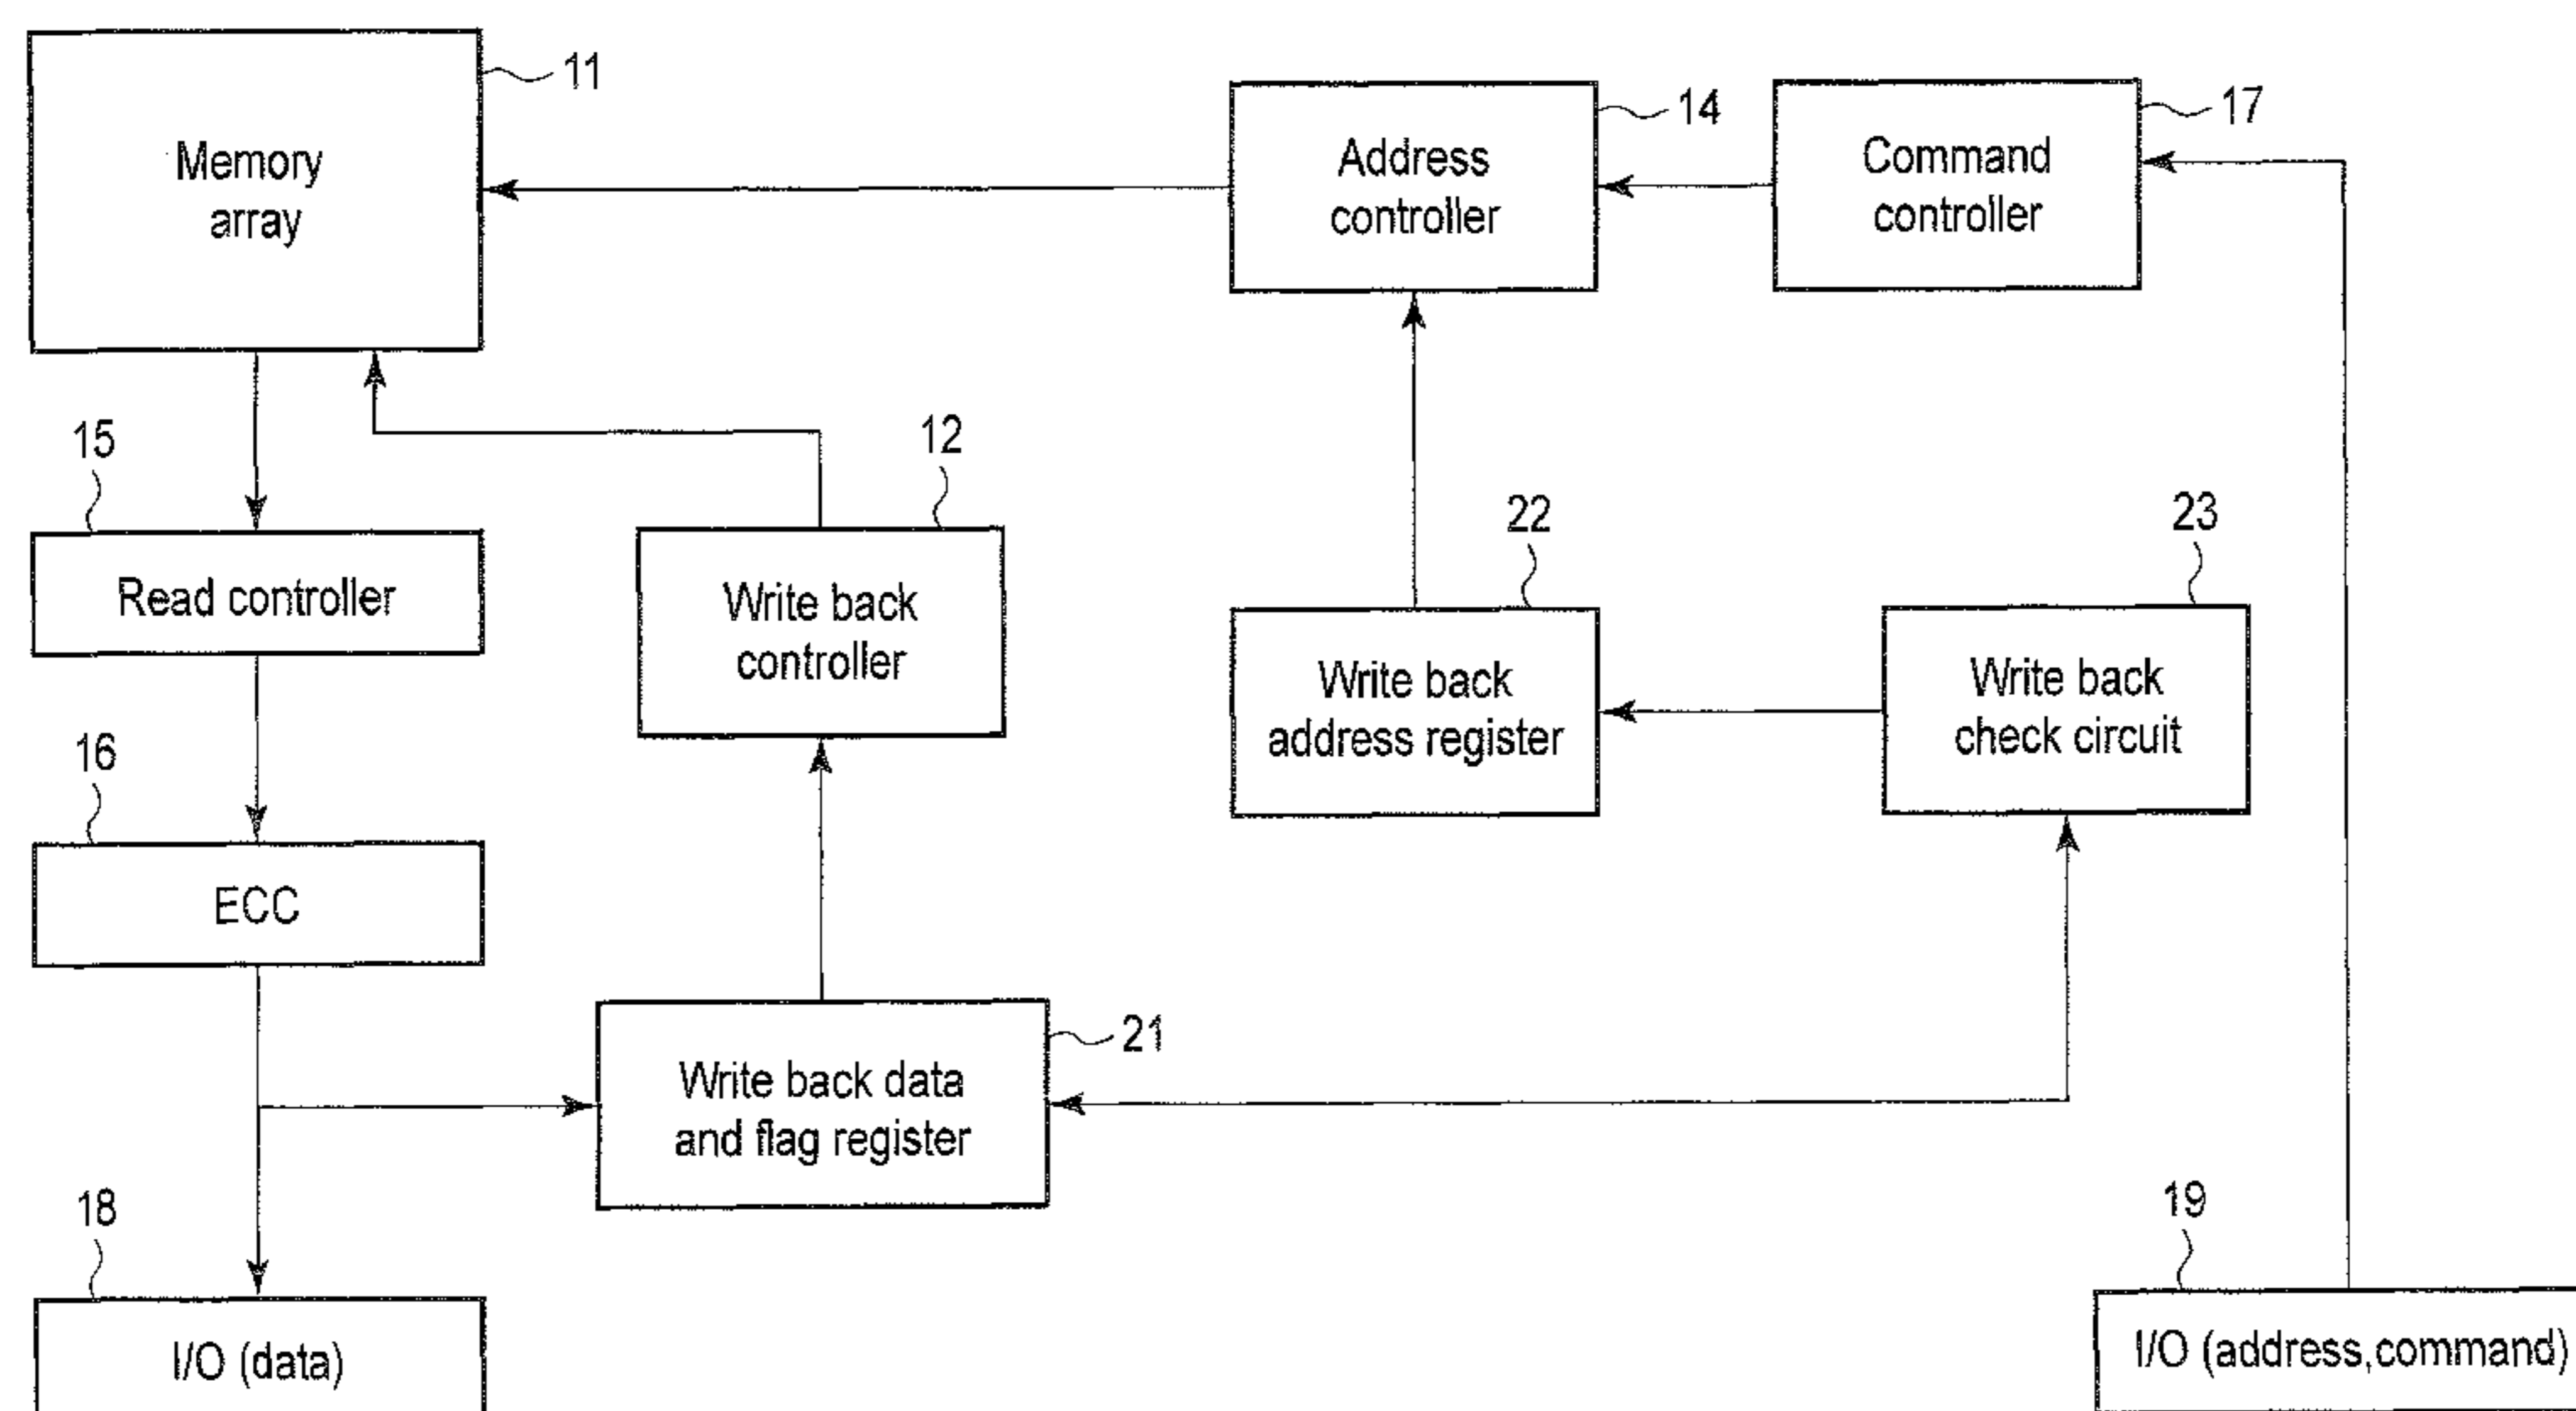 11
Memory
array
14
Address
controller
17
Command
controller
15
Read controller
12
Write back
controller
22
Write back
address register
23
Write back
check circuit
16
ECC
21
Write back data
and flag register
18
I/O (data)
19
I/O (address,command)